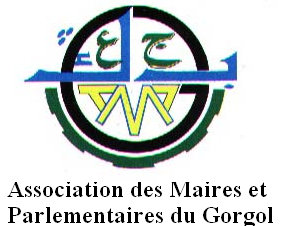 ج ع
Association des Maires et
Parlementaires du Gorgol